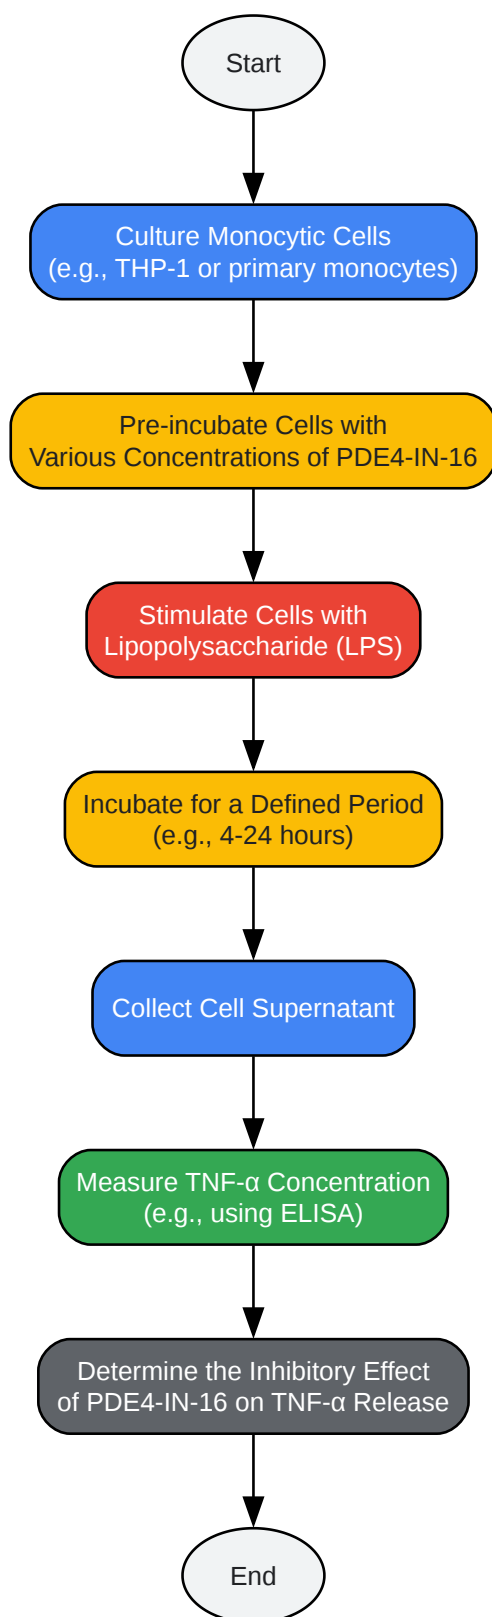 Start
Culture Monocytic Cells
(e.g., THP-1 or primary monocytes)
Pre-incubate Cells with
Various Concentrations of PDE4-IN-16
Stimulate Cells with
Lipopolysaccharide (LPS)
Incubate for a Defined Period
(e.g., 4-24 hours)
Collect Cell Supernatant
Measure TNF-α Concentration
(e.g., using ELISA)
Determine the Inhibitory Effect
of PDE4-IN-16 on TNF-α Release
End